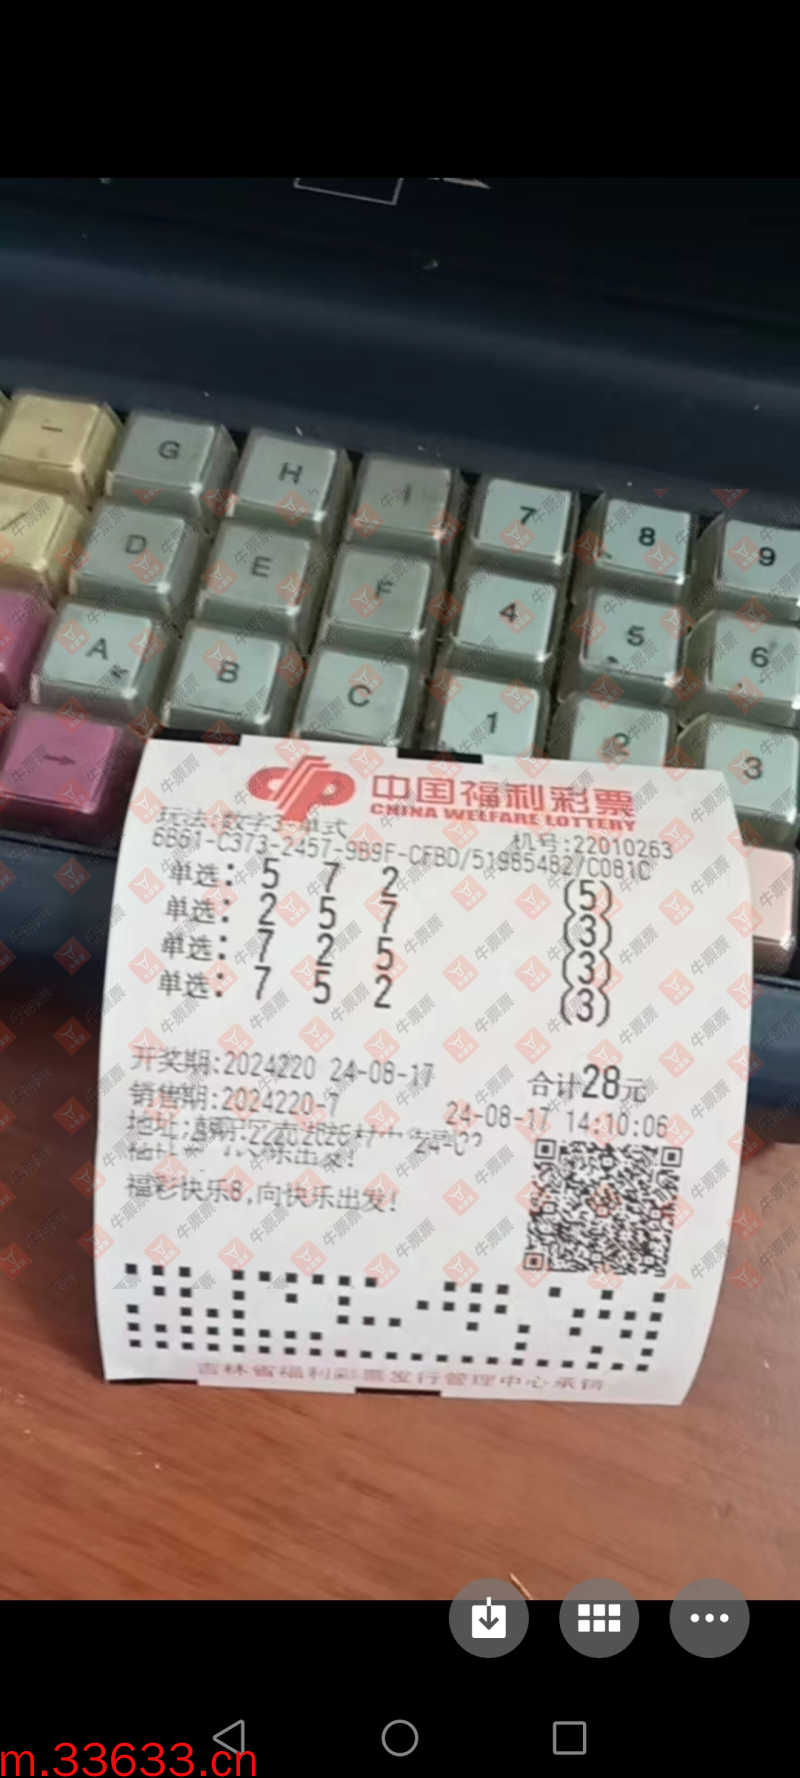 G H 7 8 9
D E F 4 5 6
A B C 1 2 3
中国福利彩票
CHINA WELFARE LOTTERY
玩法:数字3-单式
机号:22010263
6B61-C373-2457-9B9F-CFBD/51985482/C081C
单选: 5 7 2 (5)
单选: 2 5 7 (3)
单选: 7 2 5 (3)
单选: 7 5 2 (3)
开奖期:2024220 24-08-17
合计28元
销售期:2024220-7
24-08-17 14:10:06
地址:
福彩快乐8,向快乐出发!
吉林省福利彩票发行管理中心承销
牛票票
m.33633.cn